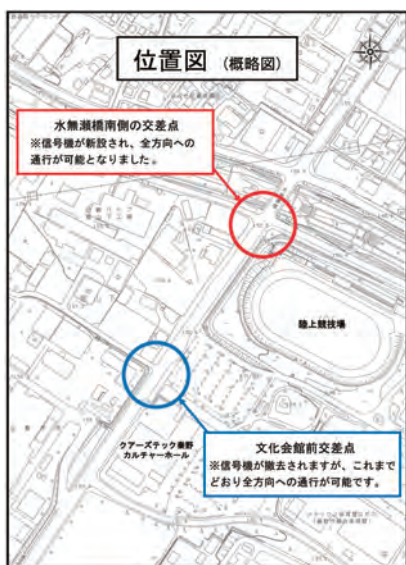 位置図 (概略図)
水無瀬橋南側の交差点
※信号機が新設され、全方向への
通行が可能となりました。
陸上競技場
クアーズテック秦野
カルチャーホール
文化会館前交差点
※信号機が撤去されますが、これまで
どおり全方向への通行が可能です。